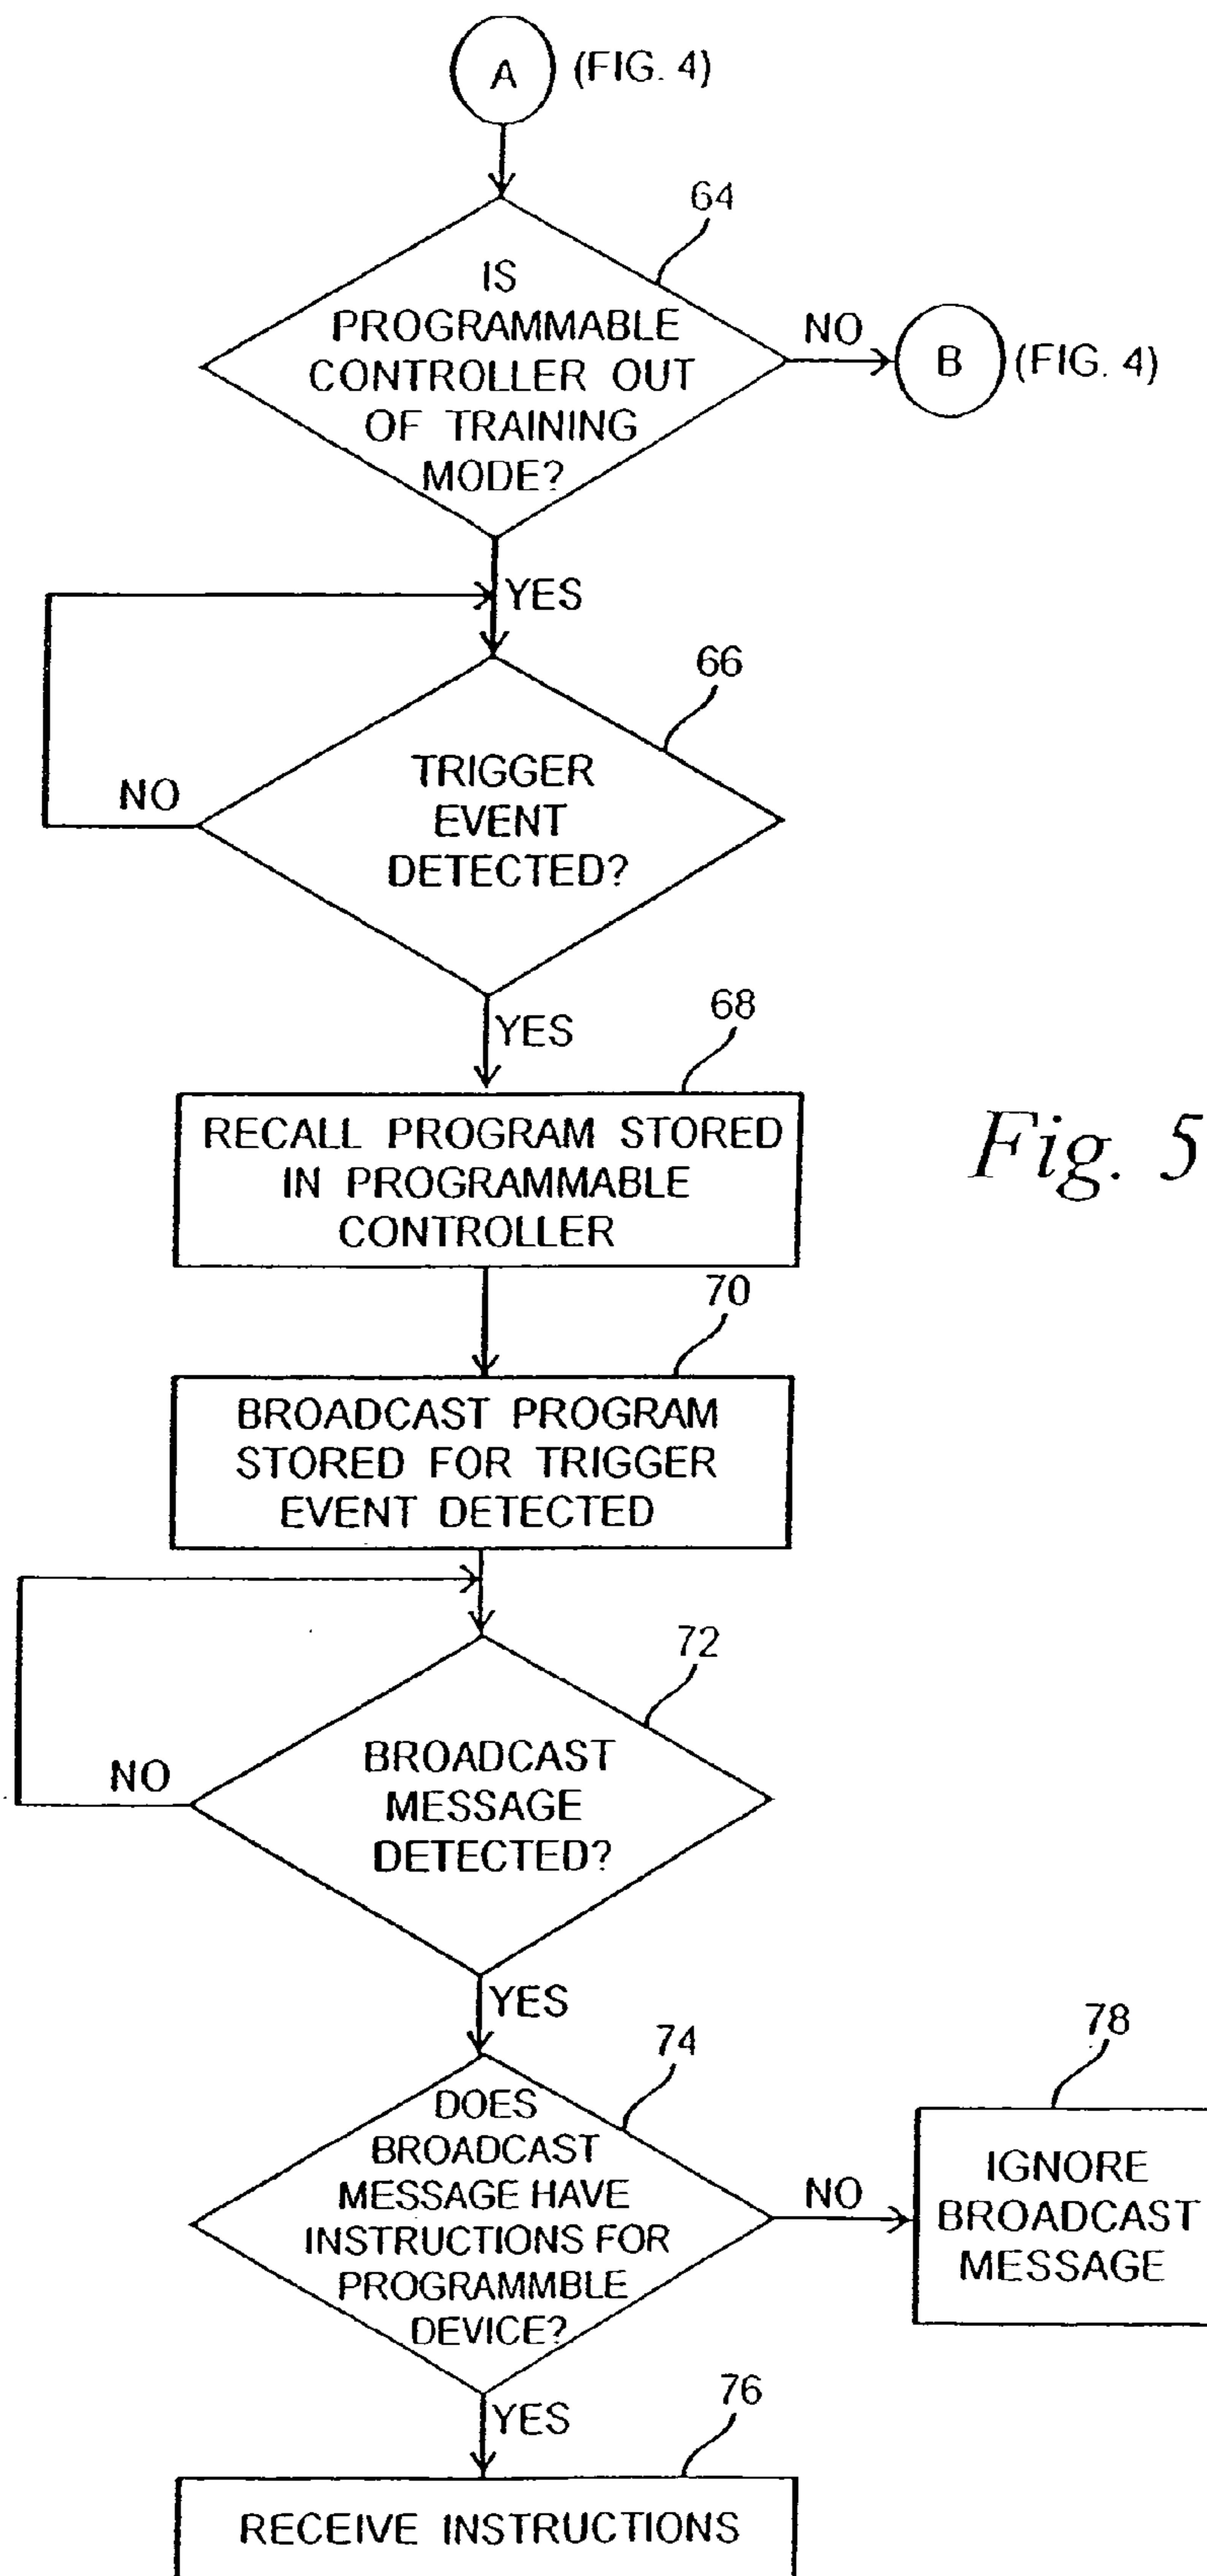 A (FIG. 4)
64
IS
PROGRAMMABLE
CONTROLLER OUT
OF TRAINING
MODE?
NO
B (FIG. 4)
YES
66
TRIGGER
EVENT
DETECTED?
NO
YES
68
RECALL PROGRAM STORED
IN PROGRAMMABLE
CONTROLLER
Fig. 5
70
BROADCAST PROGRAM
STORED FOR TRIGGER
EVENT DETECTED
72
BROADCAST
MESSAGE
DETECTED?
NO
YES
74
DOES
BROADCAST
MESSAGE HAVE
INSTRUCTIONS FOR
PROGRAMMBLE
DEVICE?
NO
78
IGNORE
BROADCAST
MESSAGE
YES
76
RECEIVE INSTRUCTIONS